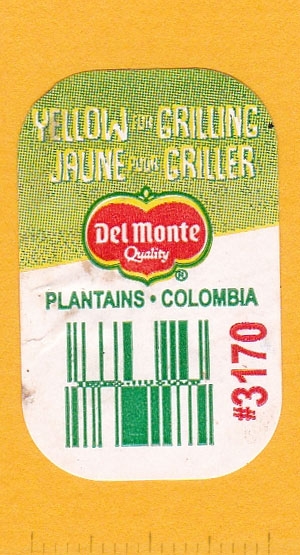 YELLOW FOR GRILLING
JAUNE POUR GRILLER
Del Monte
Quality
®
PLANTAINS • COLOMBIA
#3170